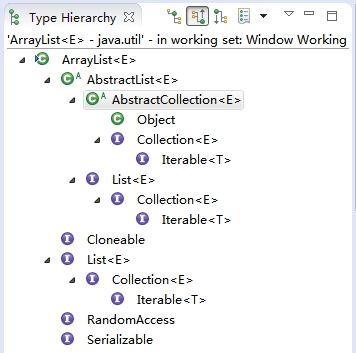 Type Hierarchy
'ArrayList<E> - java.util' - in working set: Window Working
ArrayList<E>
AbstractList<E>
AbstractCollection<E>
Object
Collection<E>
Iterable<T>
List<E>
Collection<E>
Iterable<T>
Cloneable
List<E>
Collection<E>
Iterable<T>
RandomAccess
Serializable